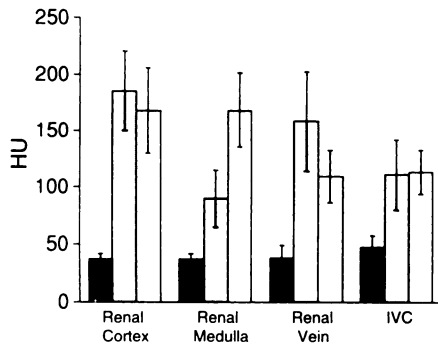 250
200
150
100
50
0
HU
Renal Cortex
Renal Medulla
Renal Vein
IVC